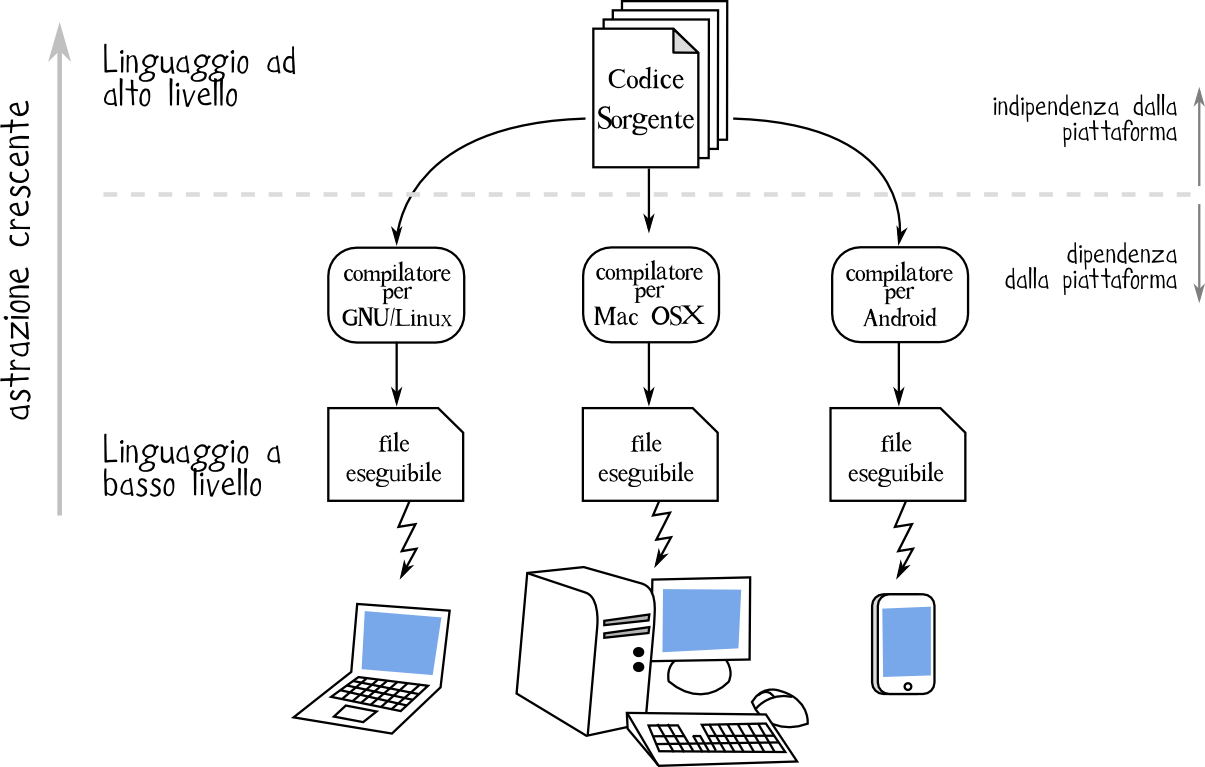 Linguaggio ad
alto livello
Codice
Sorgente
indipendenza dalla
piattaforma
astrazione crescente
dipendenza
dalla piattaforma
compilatore
per
GNU/Linux
compilatore
per
Mac OSX
compilatore
per
Android
Linguaggio a
basso livello
file
eseguibile
file
eseguibile
file
eseguibile